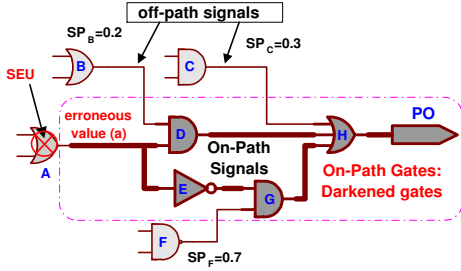 off-path signals
SP_B=0.2
SP_C=0.3
B
C
SEU
erroneous
value (a)
PO
D
H
A
On-Path
Signals
On-Path Gates:
Darkened gates
E
G
F
SP_F=0.7